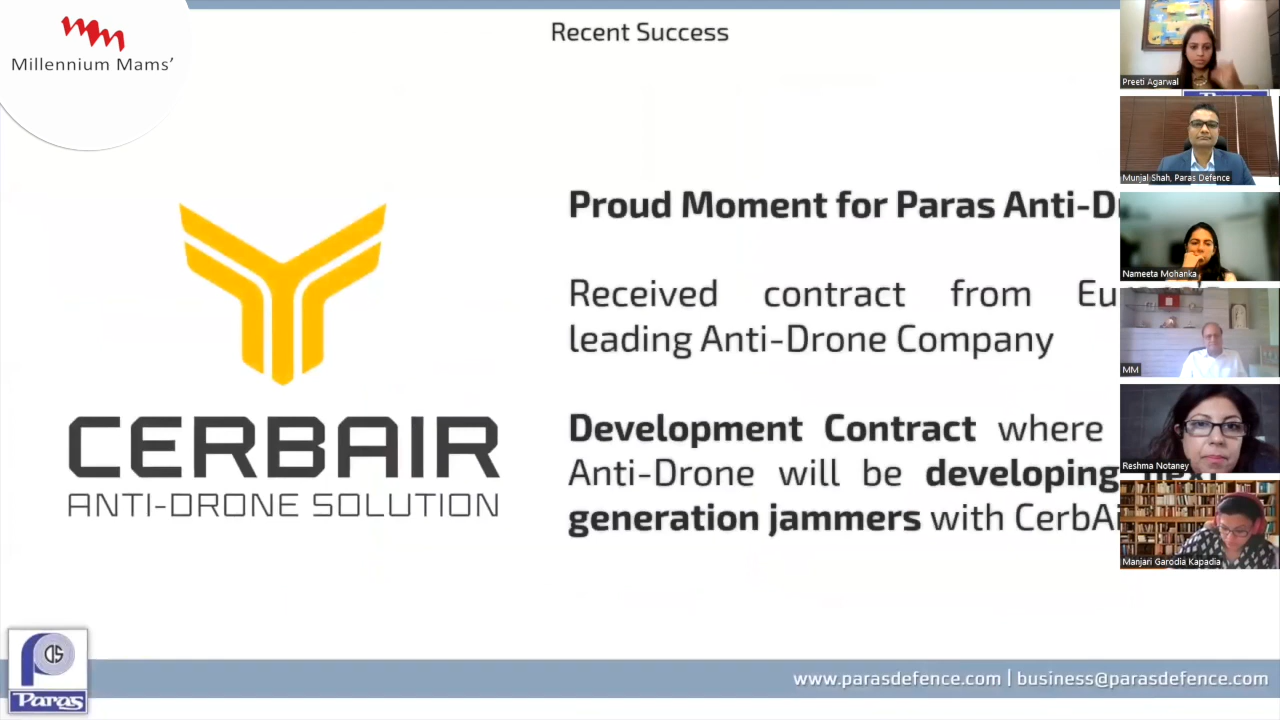 Recent Success
Millennium Mams'
Proud Moment for Paras Anti-D
Received contract from Eu
leading Anti-Drone Company
Development Contract where
Anti-Drone will be developing next
generation jammers with CerbAi
CERBAIR
ANTI-DRONE SOLUTION
Paras
www.parasdefence.com | business@parasdefence.com
Preeti Agarwal
Munjal Shah, Paras Defence
Nameeta Mohanka
MM
Reshma Notaney
Manjari Garodia Kapadia